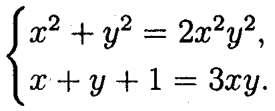 x² + y² = 2x²y²,
x + y + 1 = 3xy.